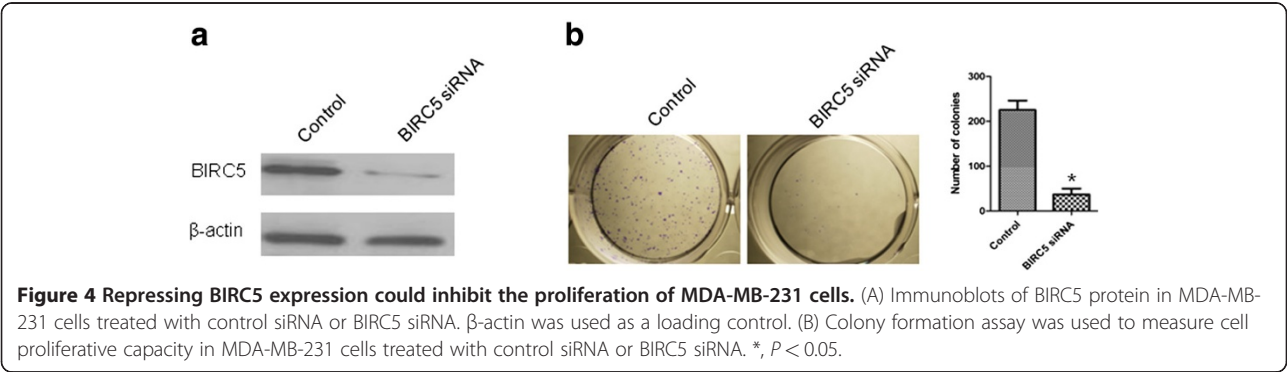 a
b
Control
BIRC5 siRNA
BIRC5
β-actin
Control
BIRC5 siRNA
Number of colonies
300
200
100
0
*
Control
BIRC5 siRNA
Figure 4 Repressing BIRC5 expression could inhibit the proliferation of MDA-MB-231 cells. (A) Immunoblots of BIRC5 protein in MDA-MB-
231 cells treated with control siRNA or BIRC5 siRNA. β-actin was used as a loading control. (B) Colony formation assay was used to measure cell
proliferative capacity in MDA-MB-231 cells treated with control siRNA or BIRC5 siRNA. *, P < 0.05.